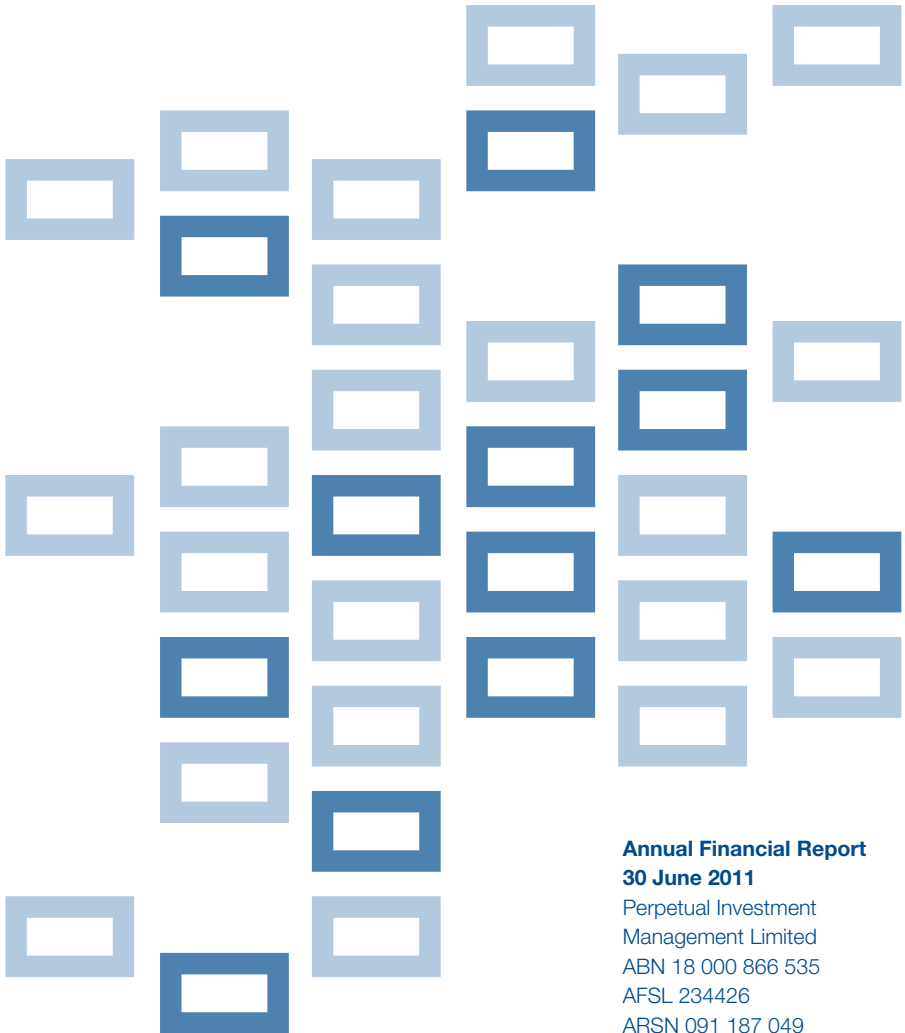 Annual Financial Report
30 June 2011
Perpetual Investment
Management Limited
ABN 18 000 866 535
AFSL 234426
ARSN 091 187 049